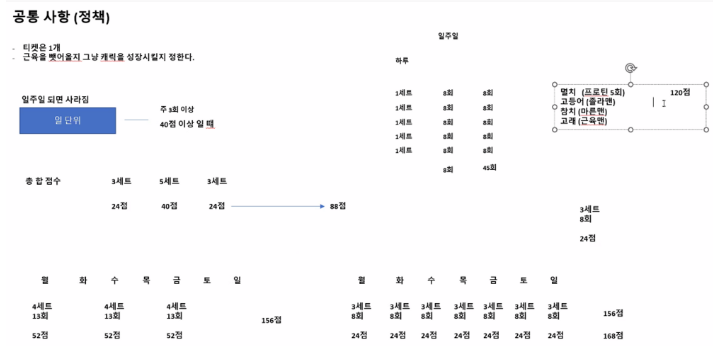 공통 사항 (정책)
- 티켓은 1개
- 근육을 뺏어올지 그냥 캐릭을 성장시킬지 정한다.
일주일 되면 사라짐
일 단위
주 3회 이상
40점 이상 일 때
일주일
하루
1세트 8회 8회
1세트 8회 8회
1세트 8회 8회
1세트 8회 8회
1세트 8회 8회
8회 45회
멸치 (프로틴 5회) 120점
고등어 (졸라맨)
참치 (마른맨)
고래 (근육맨)
총 합 점수 3세트 5세트 3세트
24점 40점 24점 88점
3세트
8회
24점
월 화 수 목 금 토 일
4세트 4세트 4세트
13회 13회 13회
156점
52점 52점 52점
월 화 수 목 금 토 일
3세트 3세트 3세트 3세트 3세트 3세트 3세트
8회 8회 8회 8회 8회 8회 8회
156점
24점 24점 24점 24점 24점 24점 24점 168점